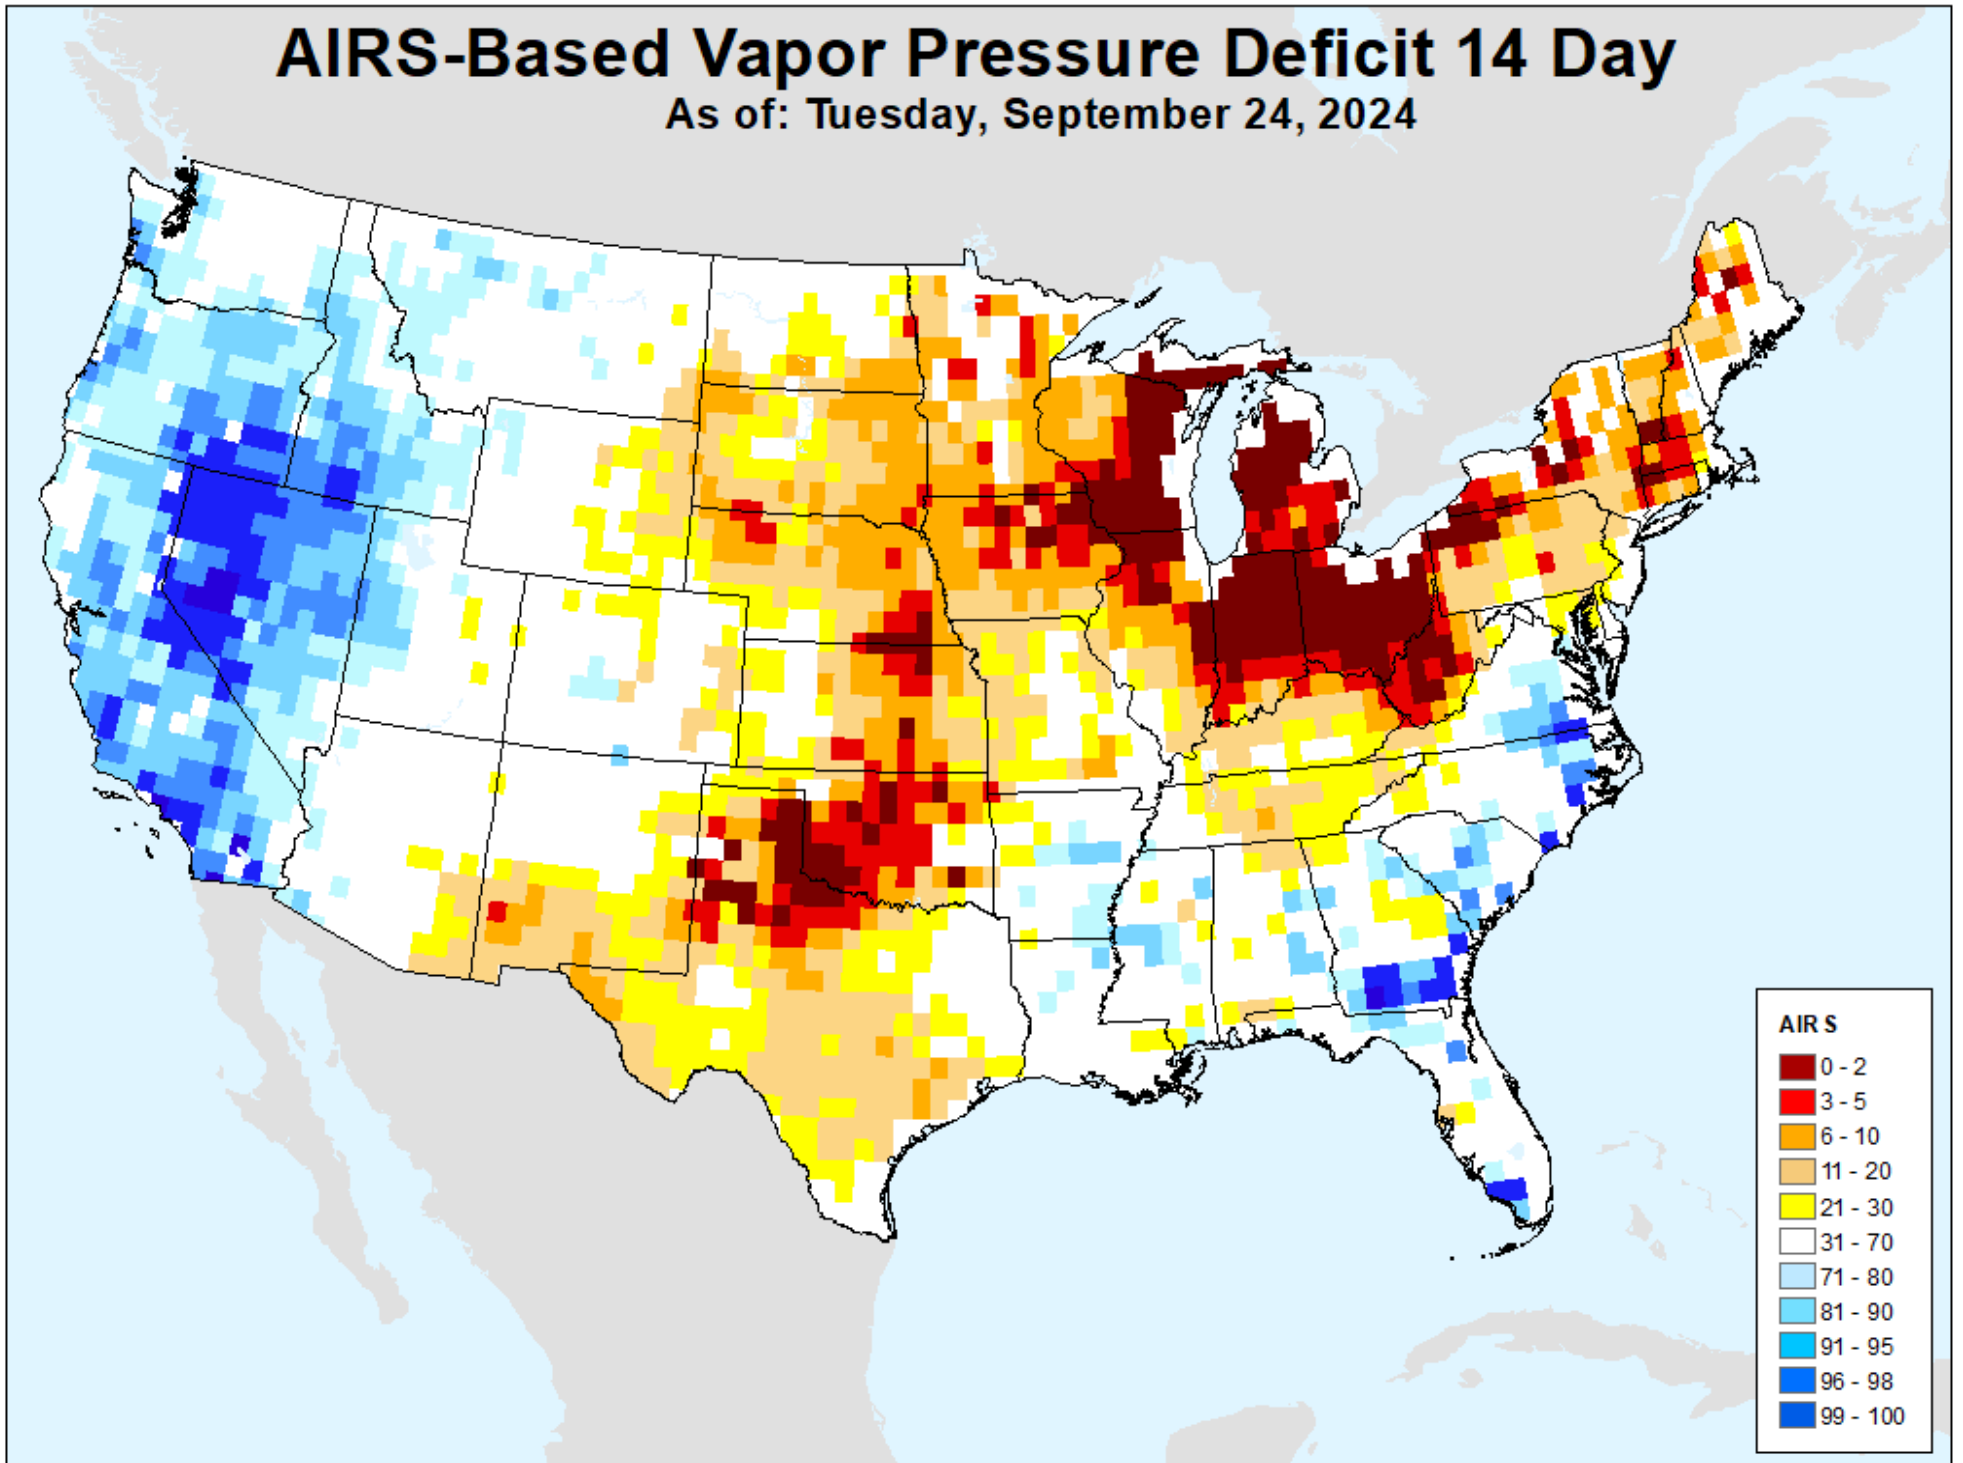 AIRS-Based Vapor Pressure Deficit 14 Day
As of: Tuesday, September 24, 2024
AIRS
0 - 2
3 - 5
6 - 10
11 - 20
21 - 30
31 - 70
71 - 80
81 - 90
91 - 95
96 - 98
99 - 100